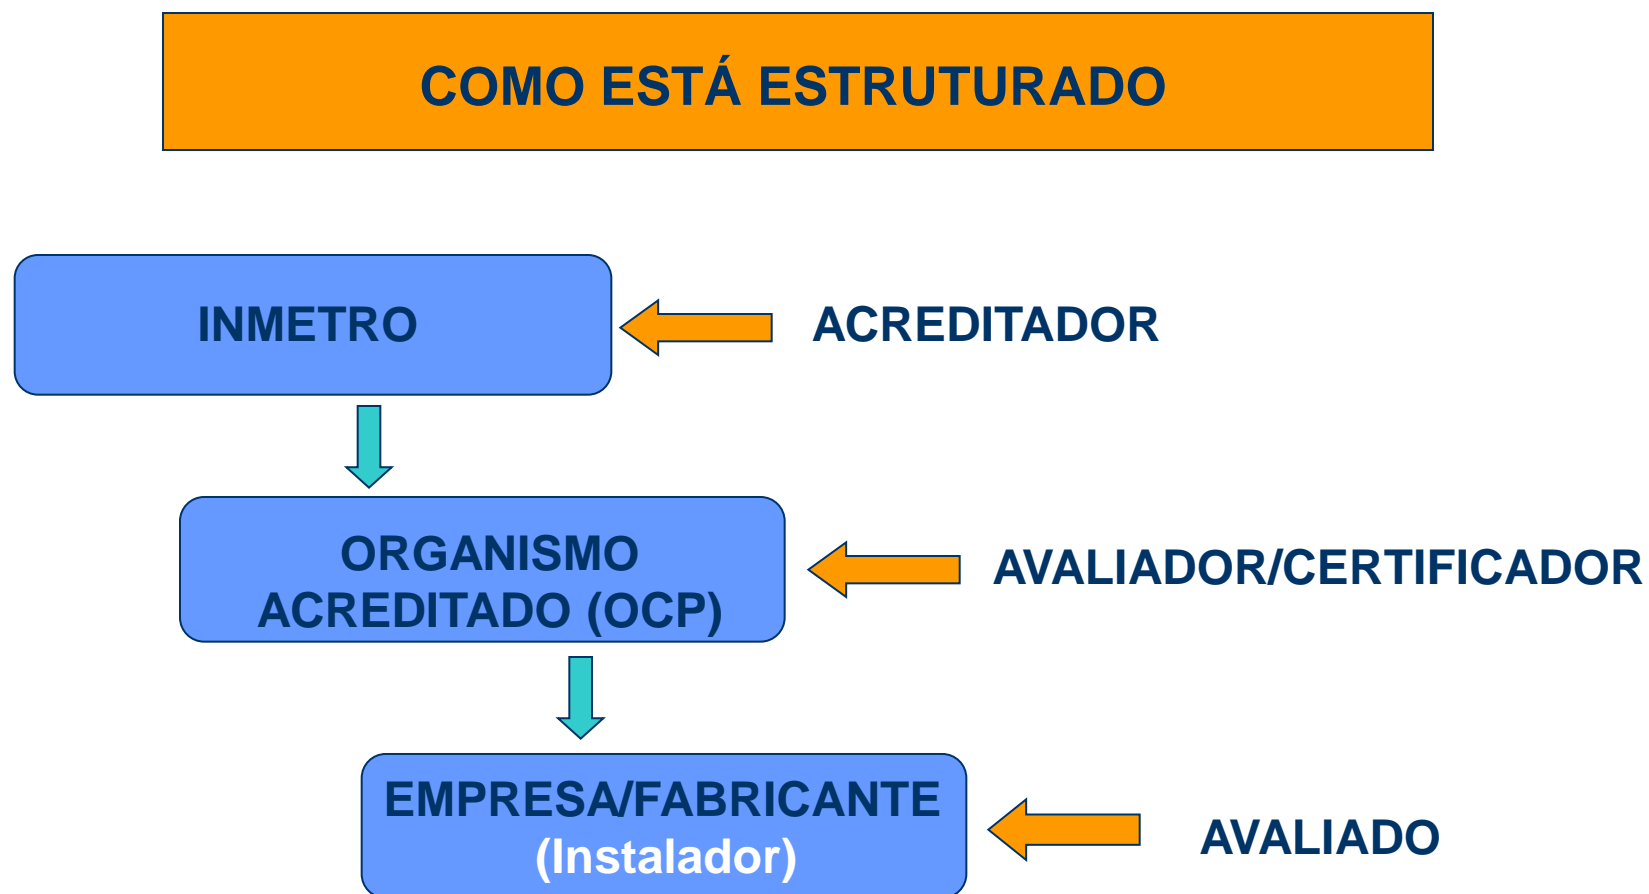 COMO ESTÁ ESTRUTURADO
INMETRO
ACREDITADOR
ORGANISMO
ACREDITADO (OCP)
AVALIADOR/CERTIFICADOR
EMPRESA/FABRICANTE
(Instalador)
AVALIADO